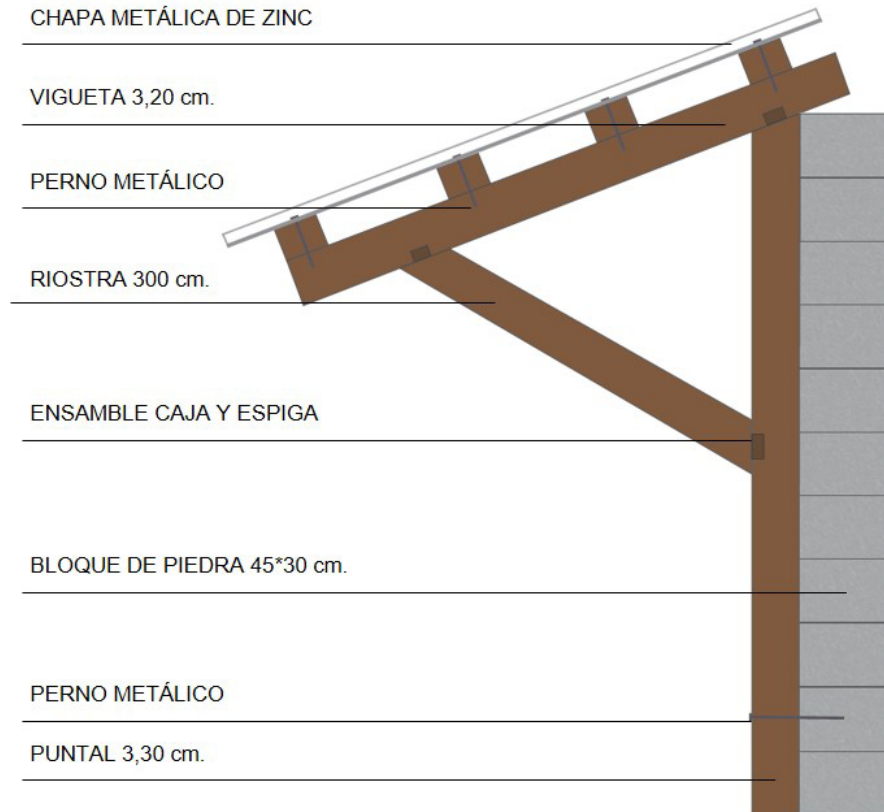 CHAPA METÁLICA DE ZINC
VIGUETA 3,20 cm.
PERNO METÁLICO
RIOSTRA 300 cm.
ENSAMBLE CAJA Y ESPIGA
BLOQUE DE PIEDRA 45*30 cm.
PERNO METÁLICO
PUNTAL 3,30 cm.